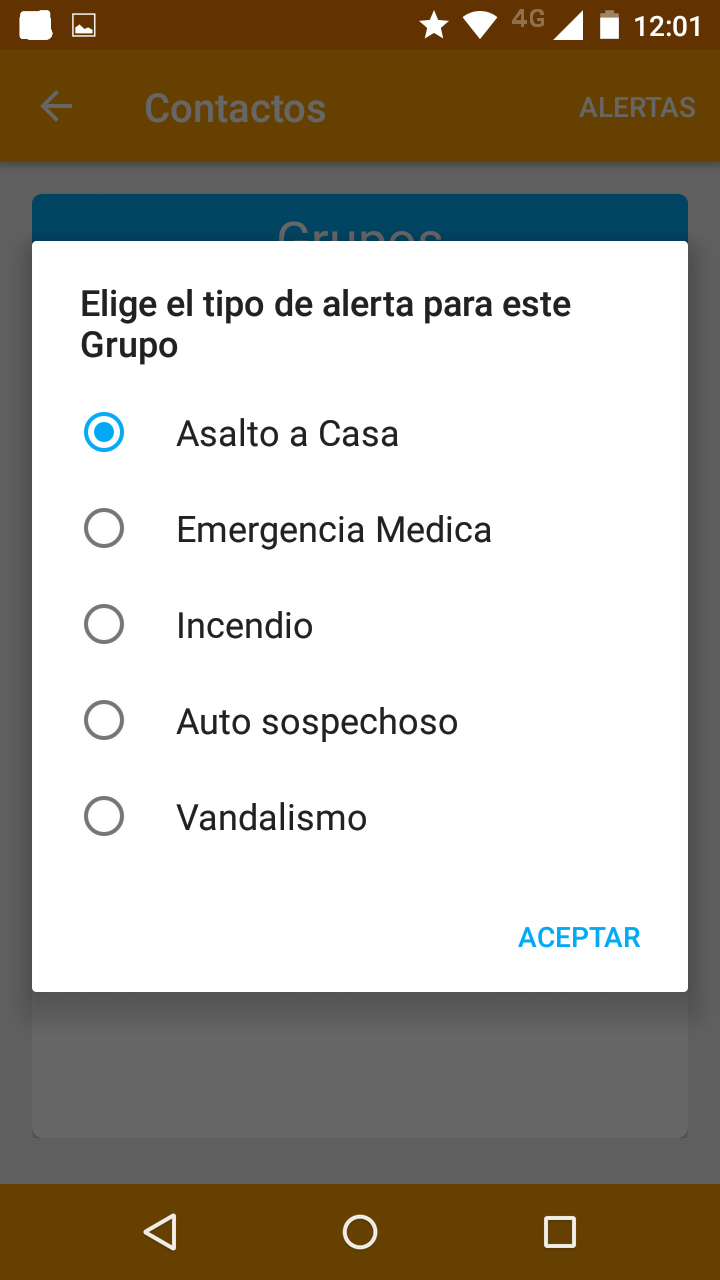 4G 12:01
Contactos ALERTAS
Grupos
Elige el tipo de alerta para este
Grupo
Asalto a Casa
Emergencia Medica
Incendio
Auto sospechoso
Vandalismo
ACEPTAR